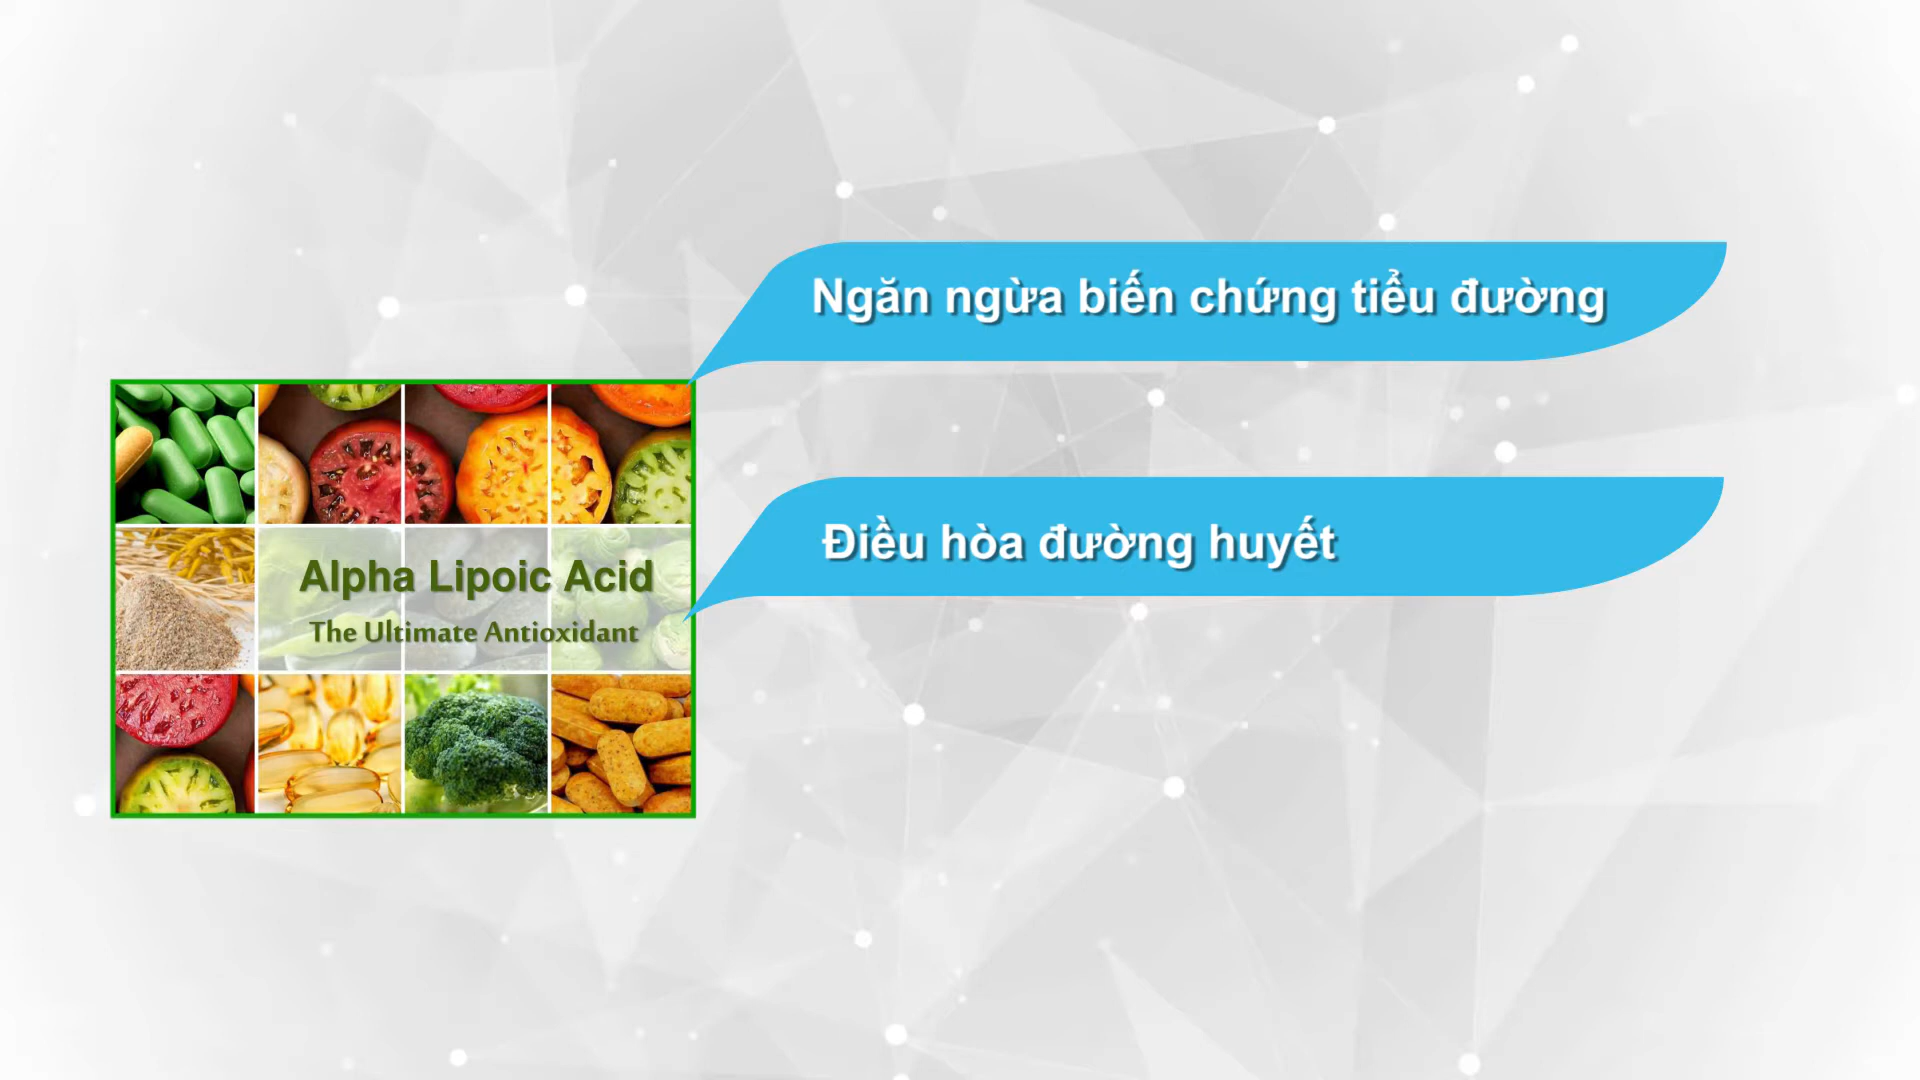 Ngăn ngừa biến chứng tiểu đường
Điều hòa đường huyết
Alpha Lipoic Acid
The Ultimate Antioxidant